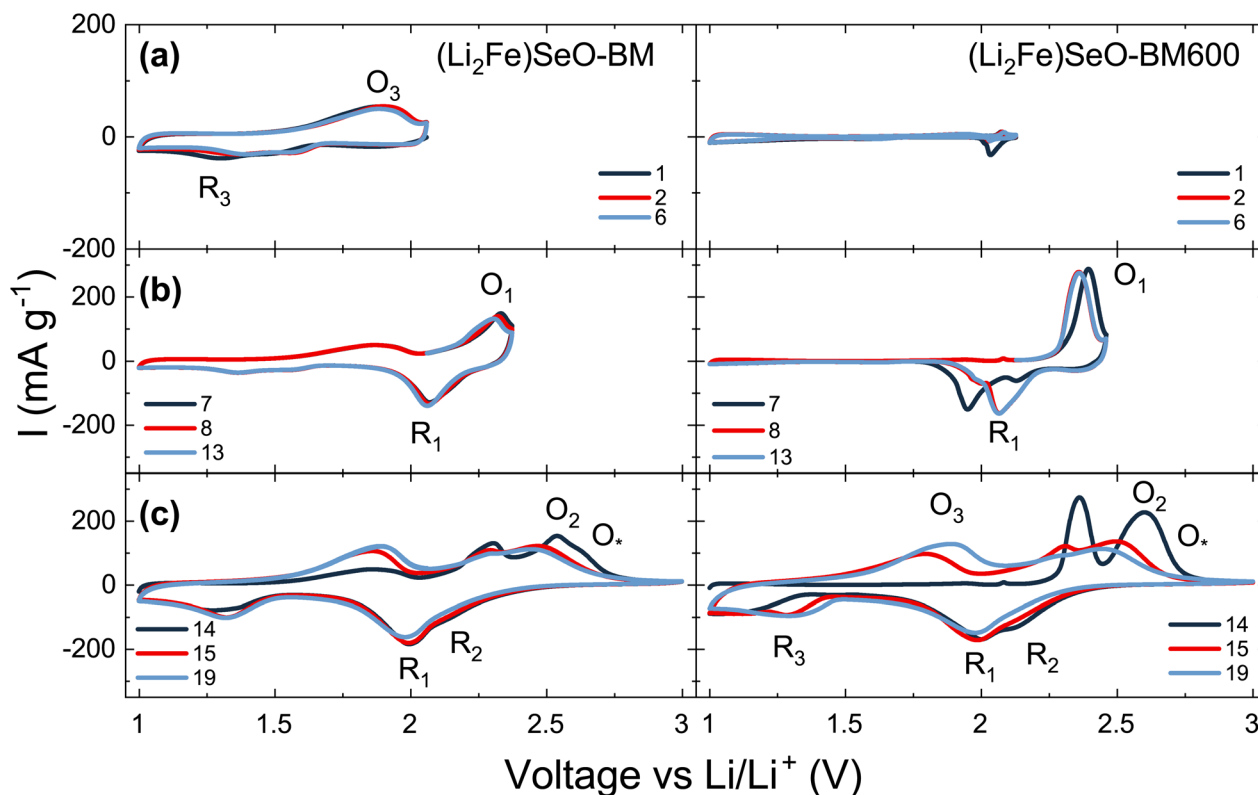 (a) (Li₂Fe)SeO-BM (Li₂Fe)SeO-BM600
200
0
-200
O₃
R₃
1
2
6
1
2
6
(b)
200
0
-200
O₁
R₁
7
8
13
O₁
R₁
7
8
13
(c)
200
0
-200
O₂
O*
R₁
R₂
14
15
19
O₃
O₂
O*
R₃
R₁
R₂
14
15
19
I (mA g⁻¹)
1 1.5 2 2.5 3 1 1.5 2 2.5 3
Voltage vs Li/Li⁺ (V)